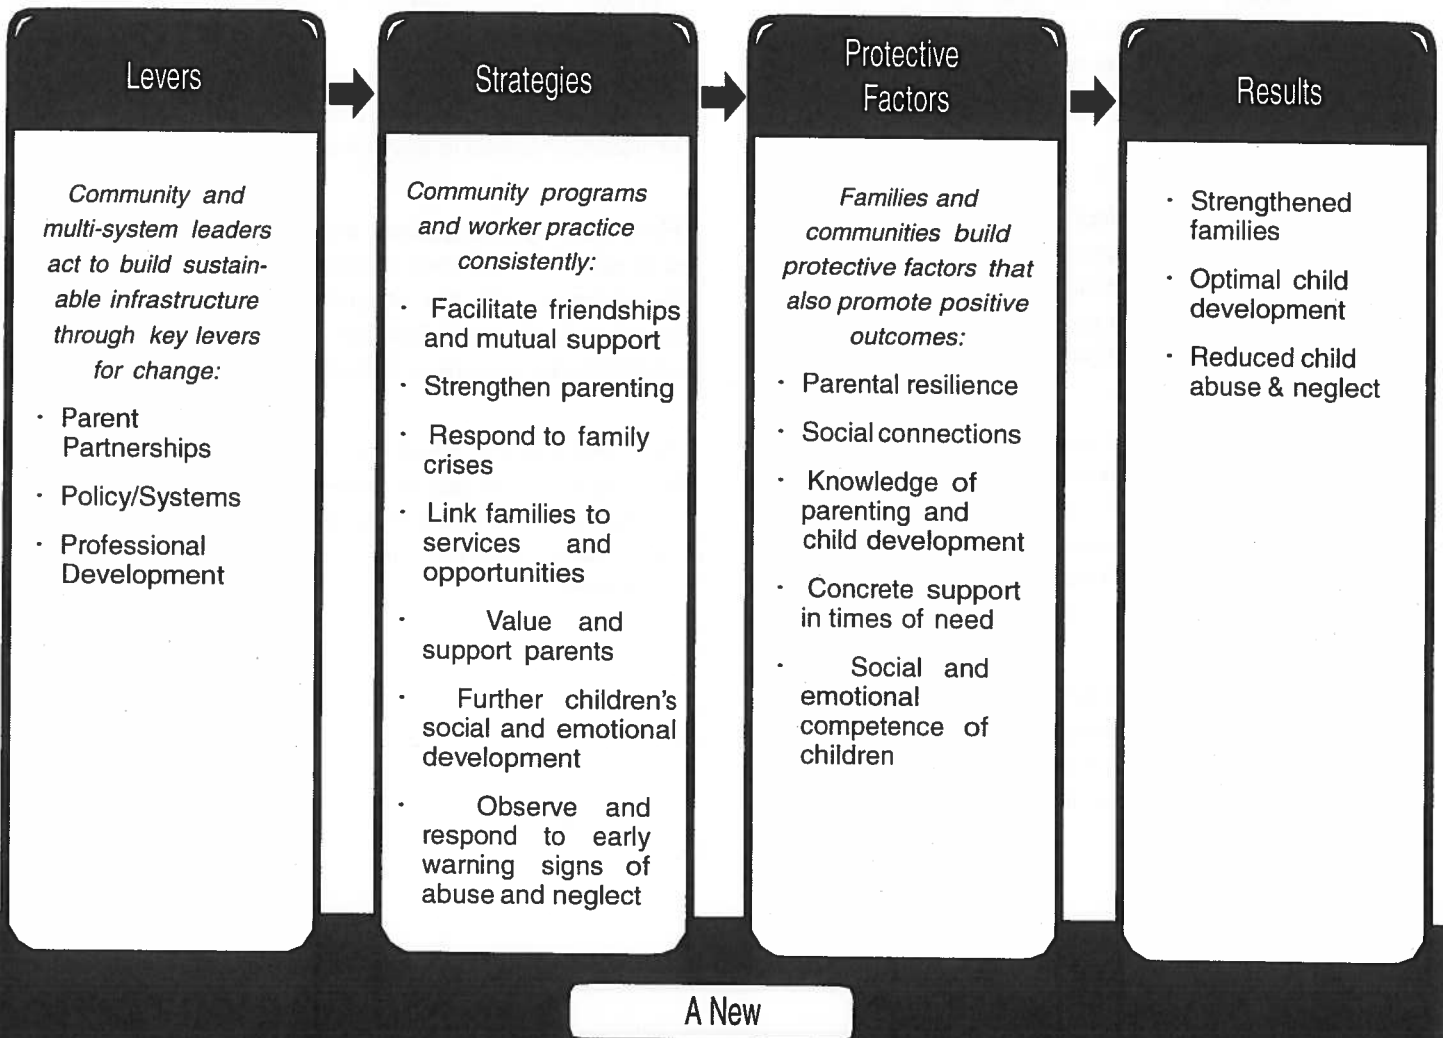 Levers
Community and
multi-system leaders
act to build sustain-
able infrastructure
through key levers
for change:
· Parent
Partnerships
· Policy/Systems
· Professional
Development
Strategies
Community programs
and worker practice
consistently:
· Facilitate friendships
and mutual support
· Strengthen parenting
· Respond to family
crises
· Link families to
services and
opportunities
· Value and
support parents
· Further children's
social and emotional
development
· Observe and
respond to early
warning signs of
abuse and neglect
Protective
Factors
Families and
communities build
protective factors that
also promote positive
outcomes:
· Parental resilience
· Social connections
· Knowledge of
parenting and
child development
· Concrete support
in times of need
· Social and
emotional
competence of
children
Results
· Strengthened
families
· Optimal child
development
· Reduced child
abuse & neglect
A New